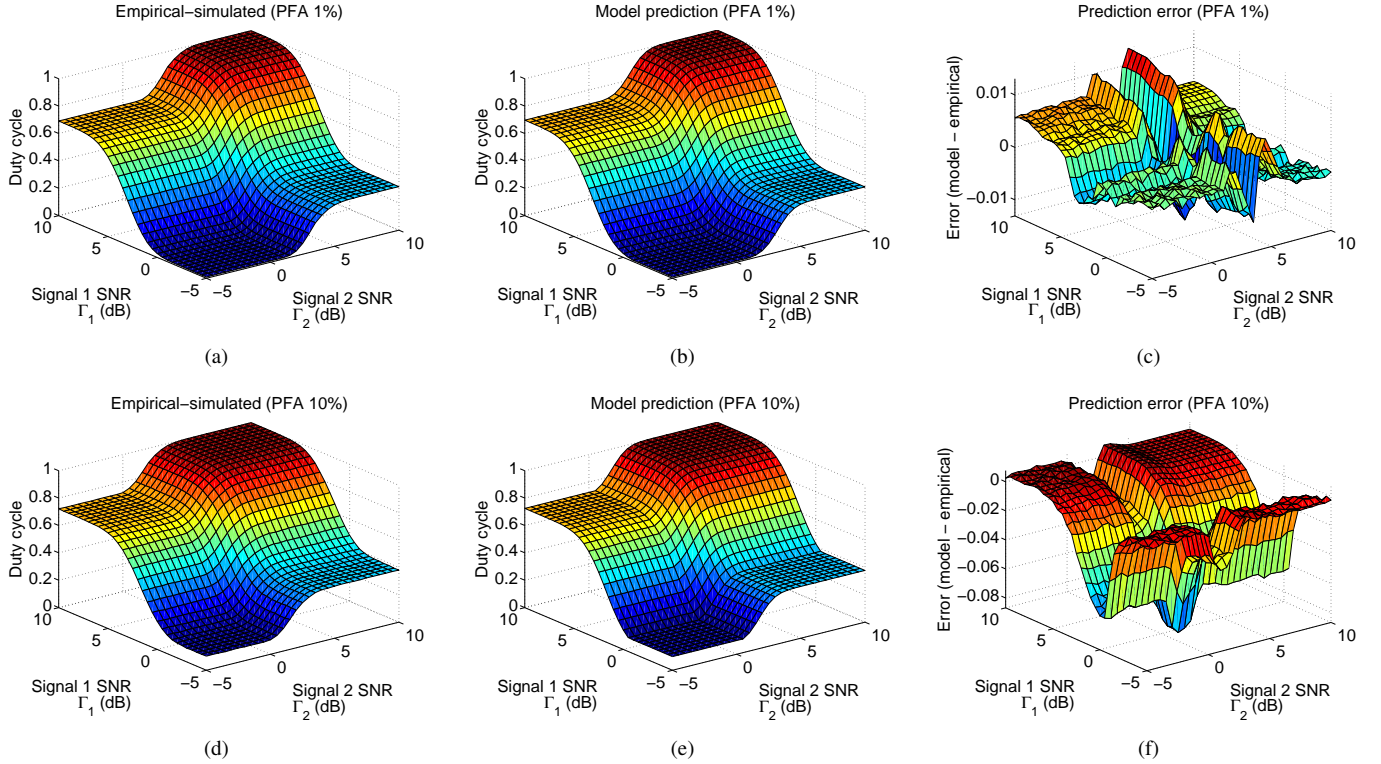 Empirical−simulated (PFA 1%)
Duty cycle
1
0.8
0.6
0.4
0.2
0
10
5
0
−5
−5
0
5
10
Signal 1 SNR
Γ1 (dB)
Signal 2 SNR
Γ2 (dB)
(a)
Model prediction (PFA 1%)
Duty cycle
1
0.8
0.6
0.4
0.2
0
10
5
0
−5
−5
0
5
10
Signal 1 SNR
Γ1 (dB)
Signal 2 SNR
Γ2 (dB)
(b)
Prediction error (PFA 1%)
Error (model − empirical)
0.01
0
−0.01
10
5
0
−5
−5
0
5
10
Signal 1 SNR
Γ1 (dB)
Signal 2 SNR
Γ2 (dB)
(c)
Empirical−simulated (PFA 10%)
Duty cycle
1
0.8
0.6
0.4
0.2
0
10
5
0
−5
−5
0
5
10
Signal 1 SNR
Γ1 (dB)
Signal 2 SNR
Γ2 (dB)
(d)
Model prediction (PFA 10%)
Duty cycle
1
0.8
0.6
0.4
0.2
0
10
5
0
−5
−5
0
5
10
Signal 1 SNR
Γ1 (dB)
Signal 2 SNR
Γ2 (dB)
(e)
Prediction error (PFA 10%)
Error (model − empirical)
0
−0.02
−0.04
−0.06
−0.08
10
5
0
−5
−5
0
5
10
Signal 1 SNR
Γ1 (dB)
Signal 2 SNR
Γ2 (dB)
(f)